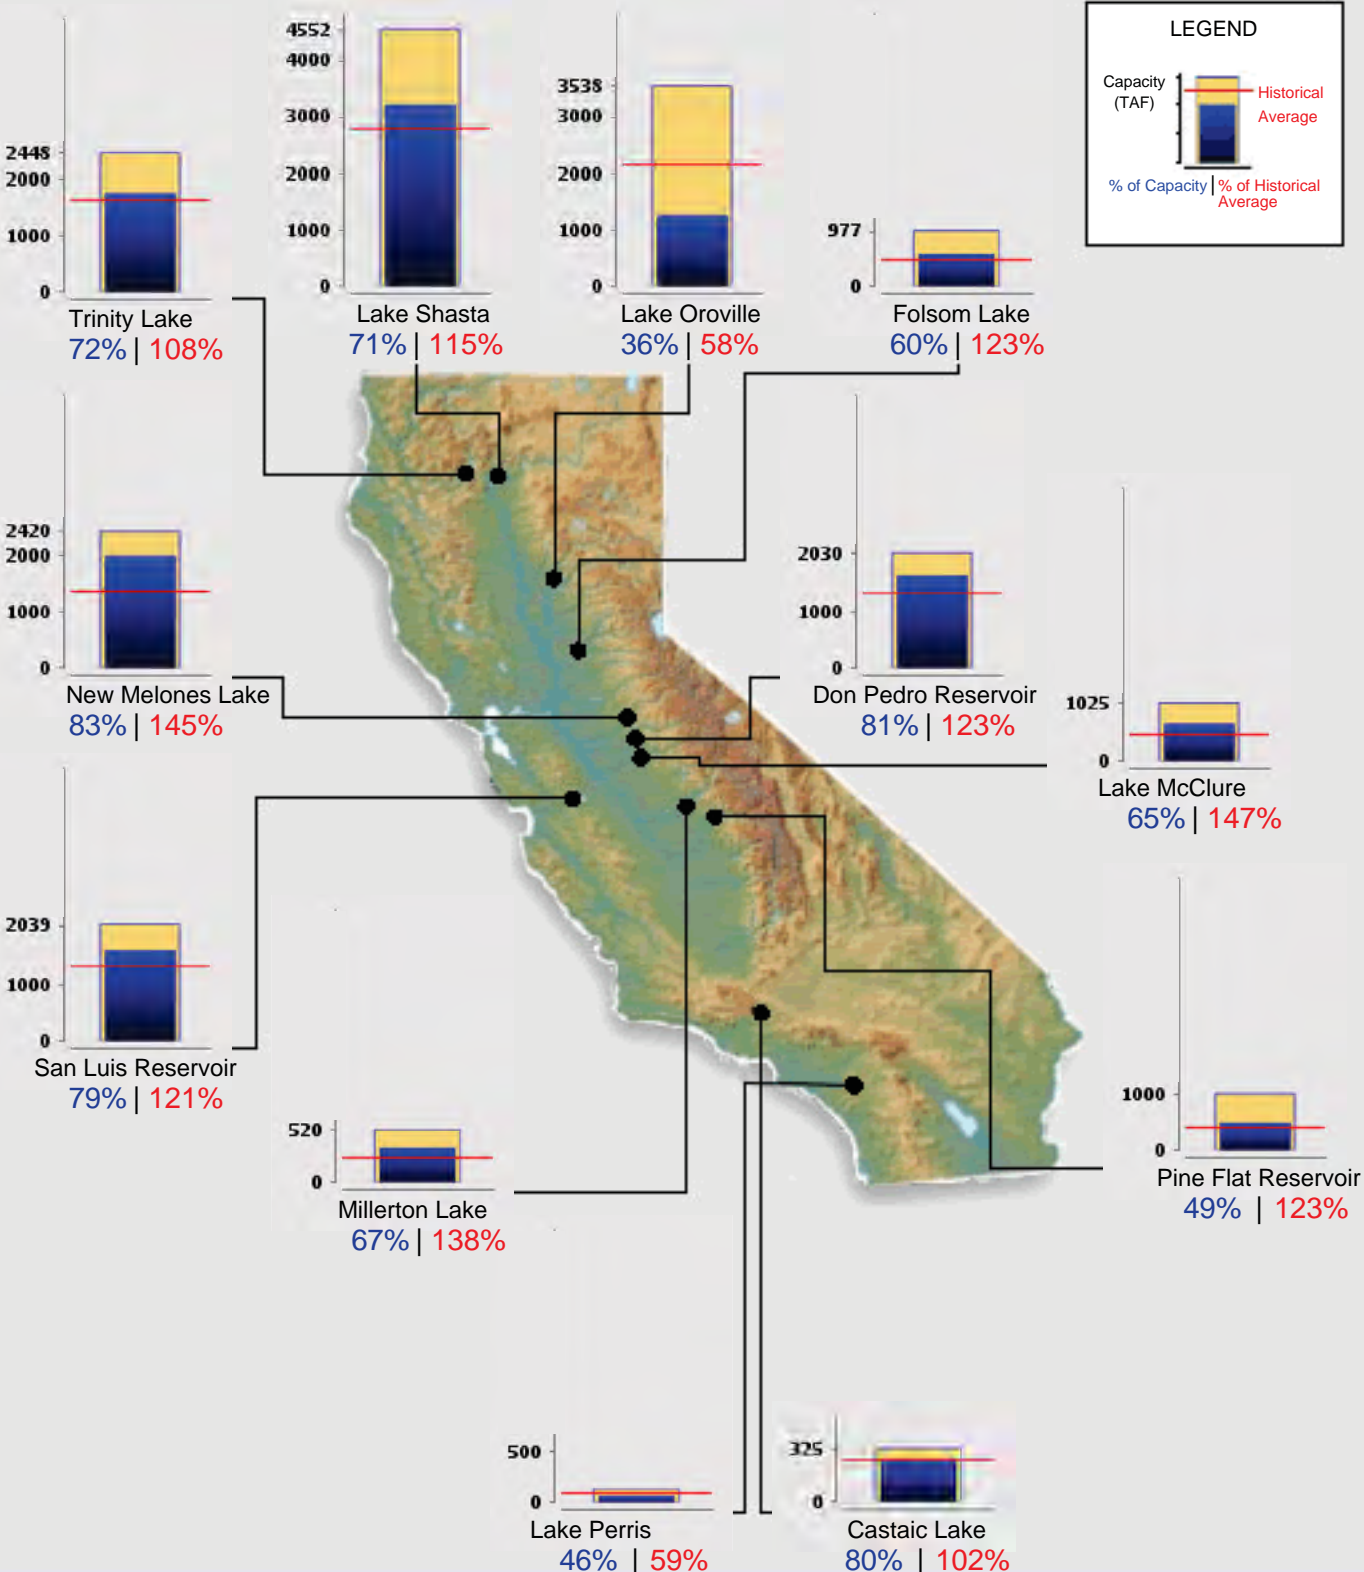 LEGEND
Capacity
(TAF)
Historical
Average
% of Capacity | % of Historical
Average
2448
2000
1000
0
Trinity Lake
72% | 108%
4552
4000
3000
2000
1000
0
Lake Shasta
71% | 115%
3538
3000
2000
1000
0
Lake Oroville
36% | 58%
977
0
Folsom Lake
60% | 123%
2420
2000
1000
0
New Melones Lake
83% | 145%
2030
1000
0
Don Pedro Reservoir
81% | 123%
1025
0
Lake McClure
65% | 147%
2039
1000
0
San Luis Reservoir
79% | 121%
520
0
Millerton Lake
67% | 138%
1000
0
Pine Flat Reservoir
49% | 123%
500
0
Lake Perris
46% | 59%
325
0
Castaic Lake
80% | 102%